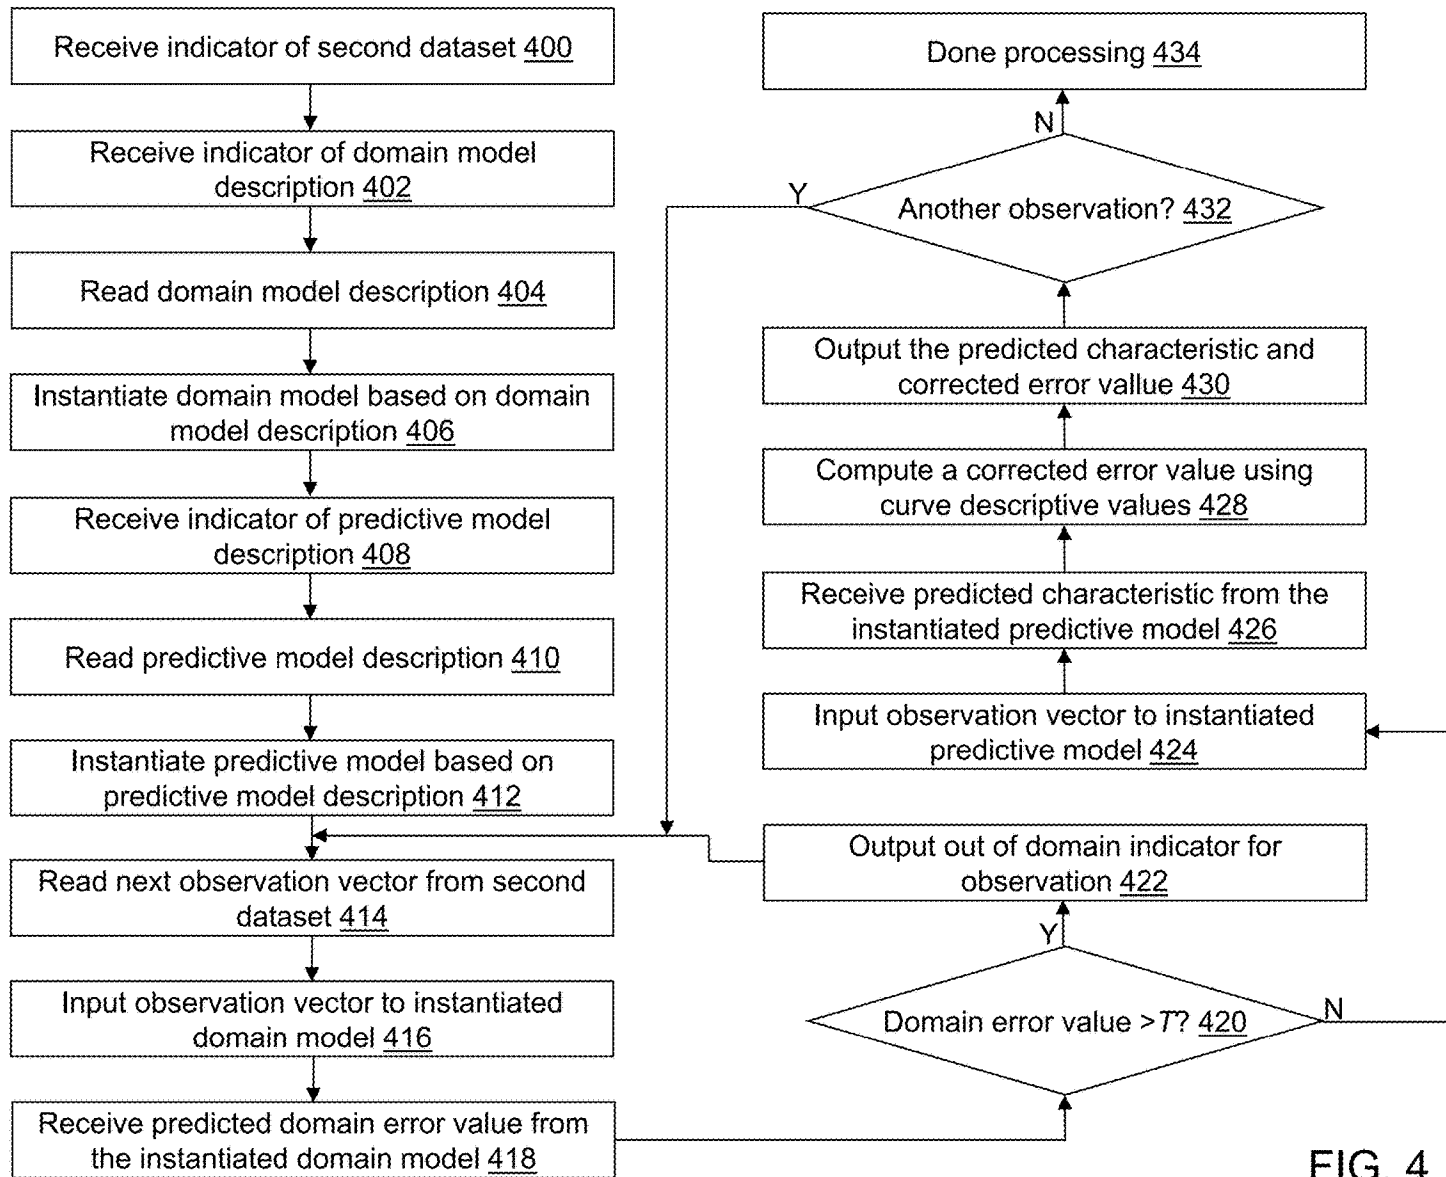 Receive indicator of second dataset 400
Receive indicator of domain model
description 402
Read domain model description 404
Instantiate domain model based on domain
model description 406
Receive indicator of predictive model
description 408
Read predictive model description 410
Instantiate predictive model based on
predictive model description 412
Read next observation vector from second
dataset 414
Input observation vector to instantiated
domain model 416
Receive predicted domain error value from
the instantiated domain model 418
Done processing 434
N
Y
Another observation? 432
Output the predicted characteristic and
corrected error vallue 430
Compute a corrected error value using
curve descriptive values 428
Receive predicted characteristic from the
instantiated predictive model 426
Input observation vector to instantiated
predictive model 424
Output out of domain indicator for
observation 422
Y
Domain error value >T? 420
N
FIG. 4